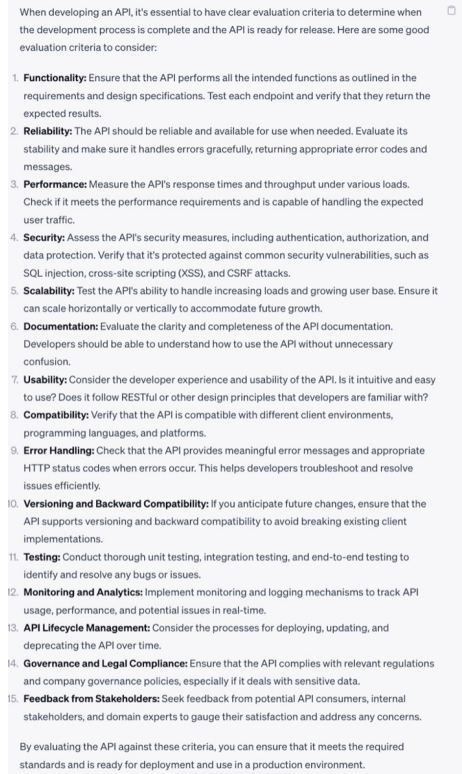 When developing an API, it's essential to have clear evaluation criteria to determine when
the development process is complete and the API is ready for release. Here are some good
evaluation criteria to consider:
1. Functionality: Ensure that the API performs all the intended functions as outlined in the
requirements and design specifications. Test each endpoint and verify that they return the
expected results.
2. Reliability: The API should be reliable and available for use when needed. Evaluate its
stability and make sure it handles errors gracefully, returning appropriate error codes and
messages.
3. Performance: Measure the API's response times and throughput under various loads.
Check if it meets the performance requirements and is capable of handling the expected
user traffic.
4. Security: Assess the API's security measures, including authentication, authorization, and
data protection. Verify that it's protected against common security vulnerabilities, such as
SQL injection, cross-site scripting (XSS), and CSRF attacks.
5. Scalability: Test the API's ability to handle increasing loads and growing user base. Ensure it
can scale horizontally or vertically to accommodate future growth.
6. Documentation: Evaluate the clarity and completeness of the API documentation.
Developers should be able to understand how to use the API without unnecessary
confusion.
7. Usability: Consider the developer experience and usability of the API. Is it intuitive and easy
to use? Does it follow RESTful or other design principles that developers are familiar with?
8. Compatibility: Verify that the API is compatible with different client environments,
programming languages, and platforms.
9. Error Handling: Check that the API provides meaningful error messages and appropriate
HTTP status codes when errors occur. This helps developers troubleshoot and resolve
issues efficiently.
10. Versioning and Backward Compatibility: If you anticipate future changes, ensure that the
API supports versioning and backward compatibility to avoid breaking existing client
implementations.
11. Testing: Conduct thorough unit testing, integration testing, and end-to-end testing to
identify and resolve any bugs or issues.
12. Monitoring and Analytics: Implement monitoring and logging mechanisms to track API
usage, performance, and potential issues in real-time.
13. API Lifecycle Management: Consider the processes for deploying, updating, and
deprecating the API over time.
14. Governance and Legal Compliance: Ensure that the API complies with relevant regulations
and company governance policies, especially if it deals with sensitive data.
15. Feedback from Stakeholders: Seek feedback from potential API consumers, internal
stakeholders, and domain experts to gauge their satisfaction and address any concerns.
By evaluating the API against these criteria, you can ensure that it meets the required
standards and is ready for deployment and use in a production environment.